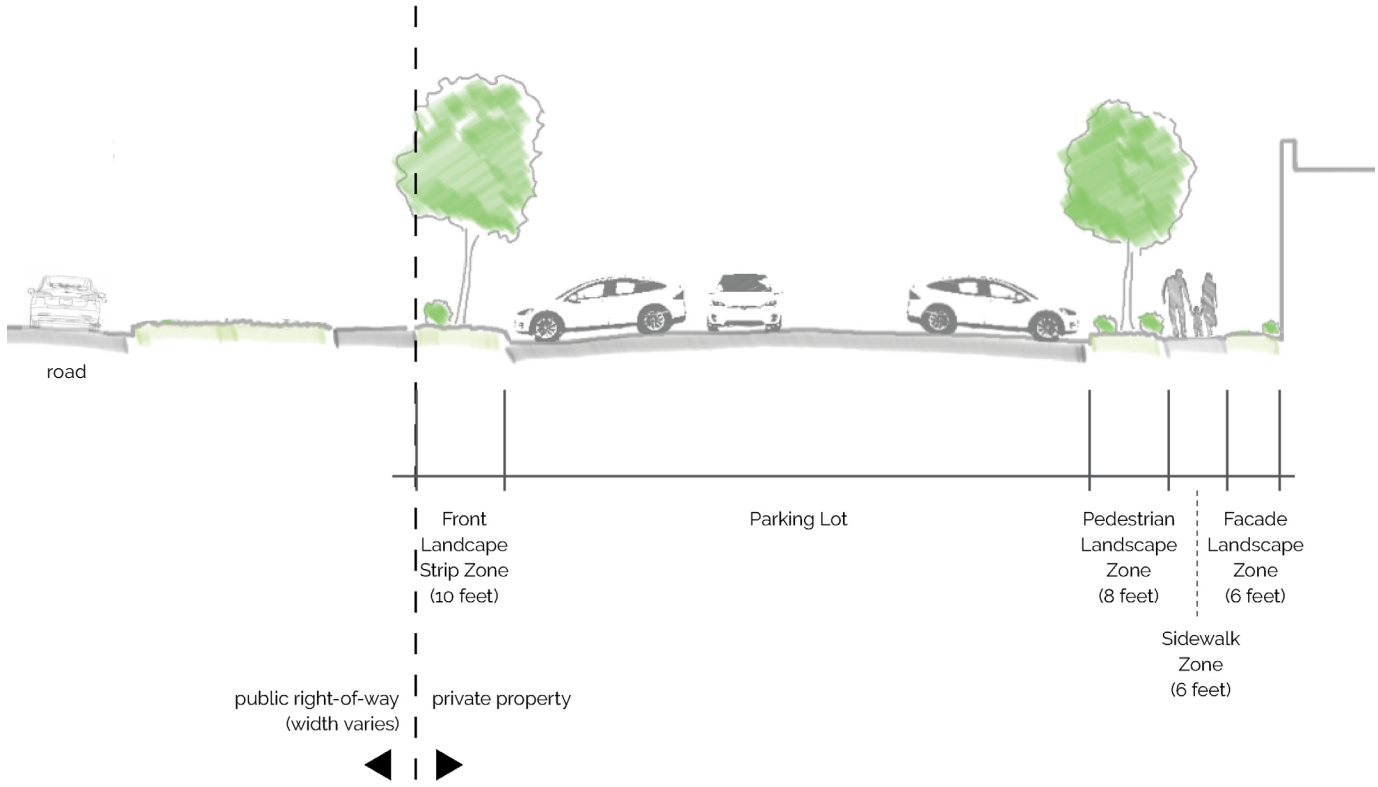 road
Front
Landcape
Strip Zone
(10 feet)
Parking Lot
Pedestrian
Landscape
Zone
(8 feet)
Sidewalk
Zone
(6 feet)
Facade
Landscape
Zone
(6 feet)
public right-of-way
(width varies)
private property